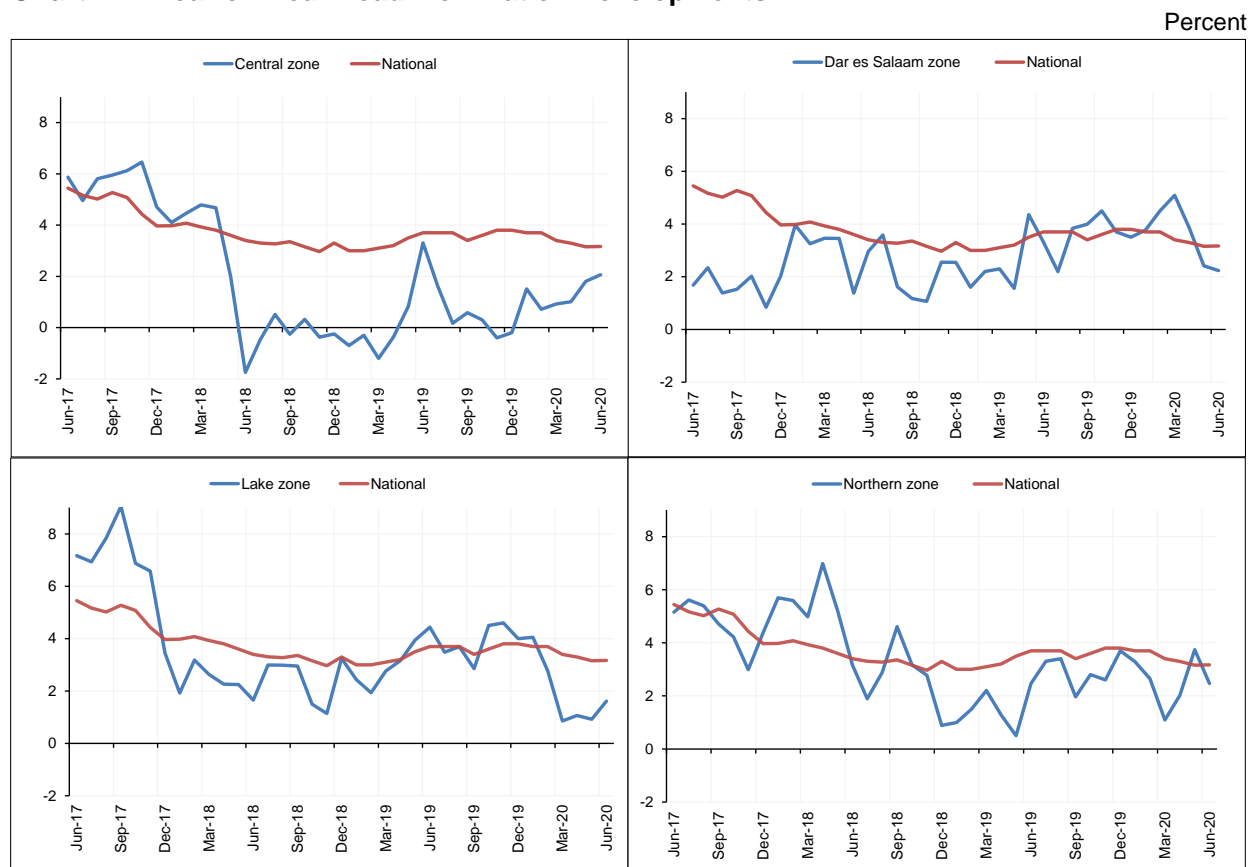 Percent
Central zone National
8
6
4
2
0
-2
Jun-17 Sep-17 Dec-17 Mar-18 Jun-18 Sep-18 Dec-18 Mar-19 Jun-19 Sep-19 Dec-19 Mar-20 Jun-20
Dar es Salaam zone National
8
6
4
2
0
-2
Jun-17 Sep-17 Dec-17 Mar-18 Jun-18 Sep-18 Dec-18 Mar-19 Jun-19 Sep-19 Dec-19 Mar-20 Jun-20
Lake zone National
8
6
4
2
0
-2
Jun-17 Sep-17 Dec-17 Mar-18 Jun-18 Sep-18 Dum-18 Mar-19 Jun-19 Sep-19 Dec-19 Mar-20 Jun-20
Northern zone National
8
6
4
2
0
-2
Jun-17 Sep-17 Dec-17 Mar-18 Jun-18 Sep-18 Dec-18 Mar-19 Jun-19 Sep-19 Dec-19 Mar-20 Jun-20